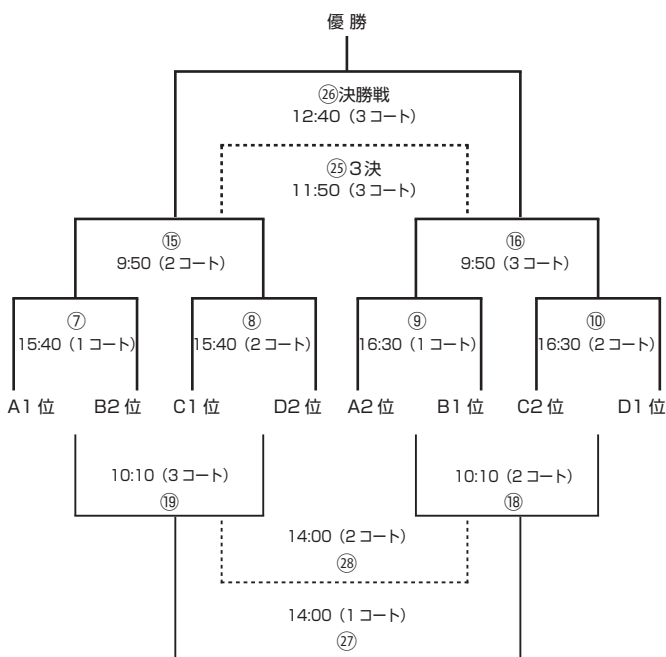 優 勝
㉖決勝戦
12:40（3コート）
㉕3決
11:50（3コート）
⑮
9:50（2コート）
⑯
9:50（3コート）
⑦
15:40（1コート）
⑧
15:40（2コート）
⑨
16:30（1コート）
⑩
16:30（2コート）
A1位 B2位 C1位 D2位 A2位 B1位 C2位 D1位
10:10（3コート）
⑲
10:10（2コート）
⑱
14:00（2コート）
㉘
14:00（1コート）
㉗